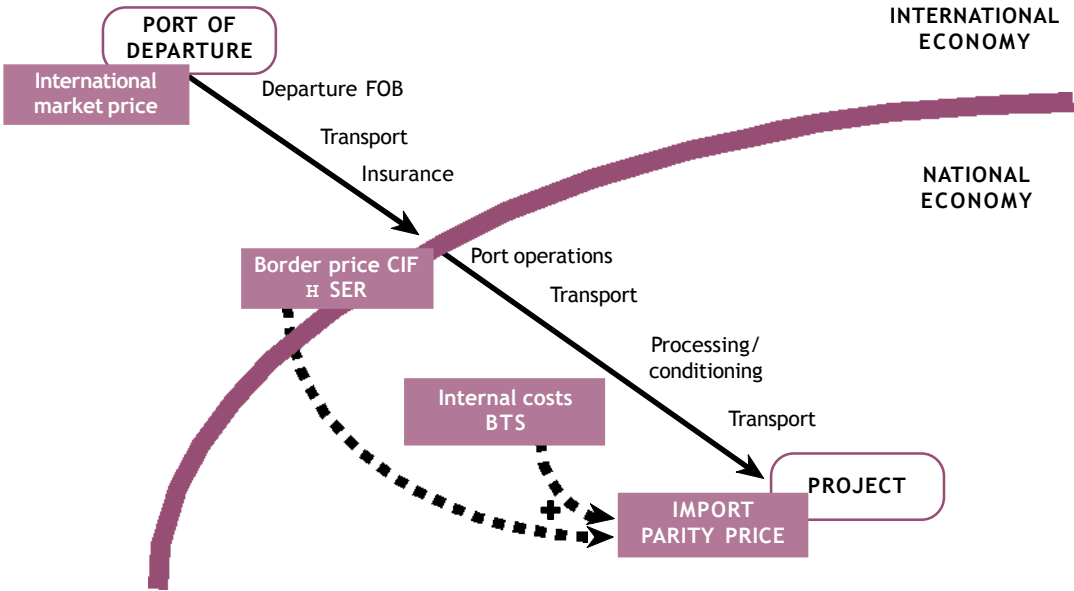 PORT OF
DEPARTURE
INTERNATIONAL
ECONOMY
International
market price
Departure FOB
Transport
Insurance
NATIONAL
ECONOMY
Border price CIF
H SER
Port operations
Transport
Processing/
conditioning
Internal costs
BTS
Transport
PROJECT
IMPORT
PARITY PRICE